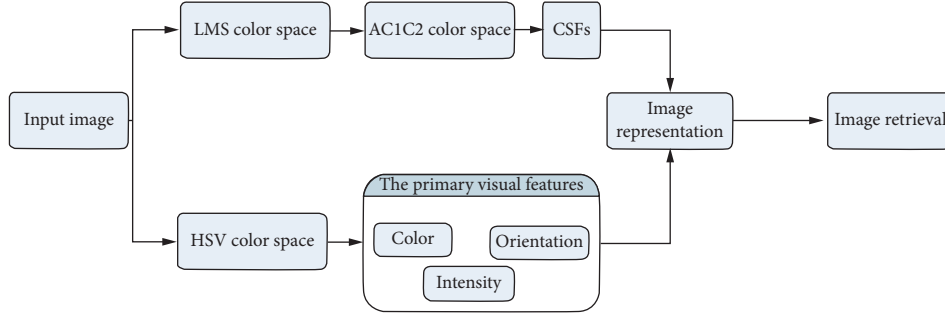 LMS color space
AC1C2 color space
CSFs
Input image
Image
representation
Image retrieval
The primary visual features
HSV color space
Color
Orientation
Intensity